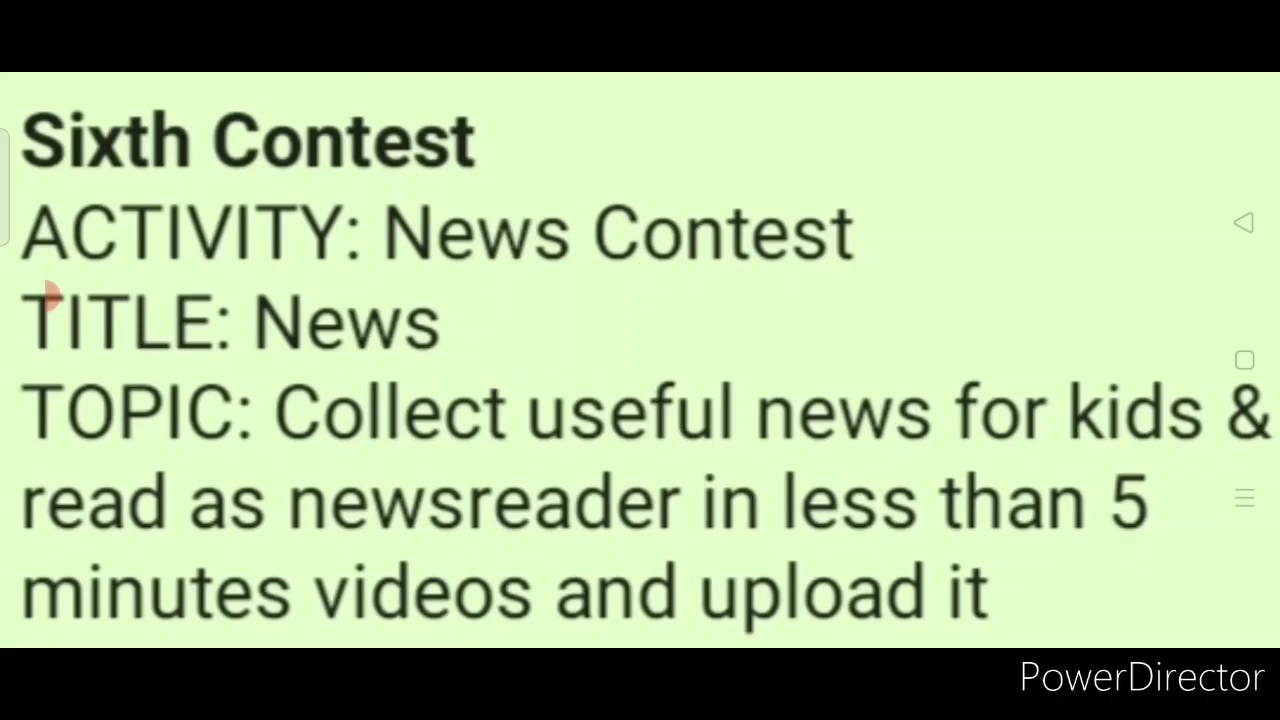 Sixth Contest
ACTIVITY: News Contest
TITLE: News
TOPIC: Collect useful news for kids &
read as newsreader in less than 5
minutes videos and upload it
PowerDirector